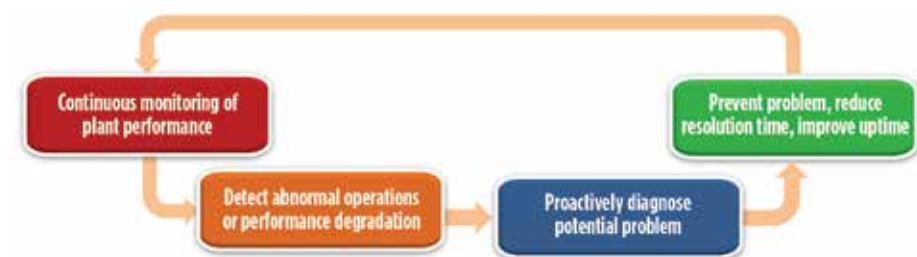 Continuous monitoring of
plant performance
Detect abnormal operations
or performance degradation
Proactively diagnose
potential problem
Prevent problem, reduce
resolution time, improve uptime